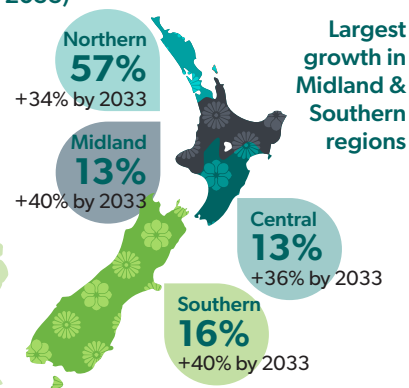 2033)
Northern
57%
+34% by 2033
Largest
growth in
Midland &
Southern
regions
Midland
13%
+40% by 2033
Central
13%
+36% by 2033
Southern
16%
+40% by 2033